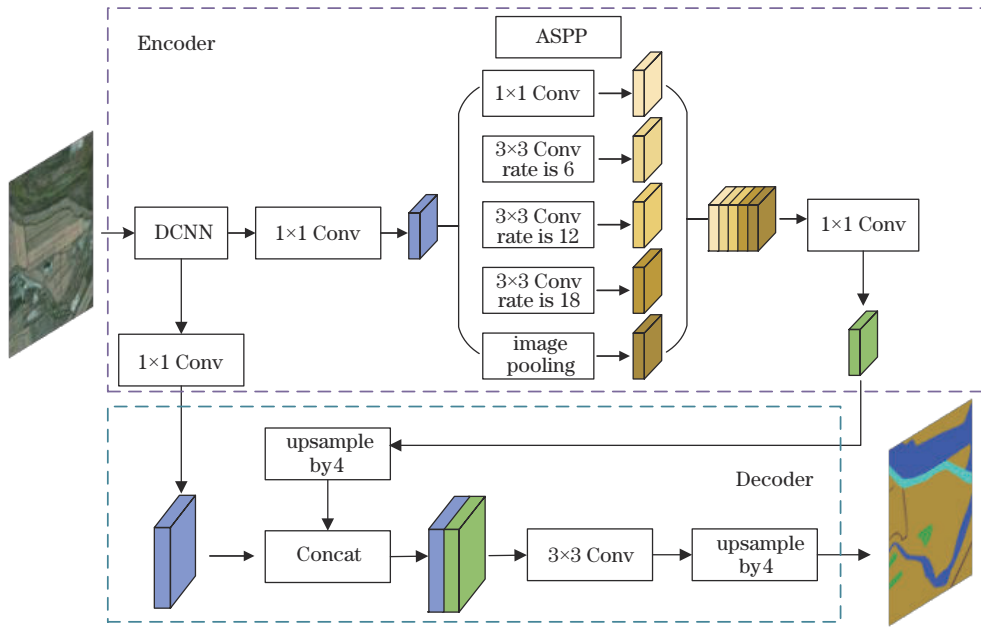 Encoder
ASPP
1×1 Conv
3×3 Conv
rate is 6
3×3 Conv
rate is 12
3×3 Conv
rate is 18
image
pooling
DCNN
1×1 Conv
1×1 Conv
1×1 Conv
upsample
by4
Decoder
Concat
3×3 Conv
upsample
by4